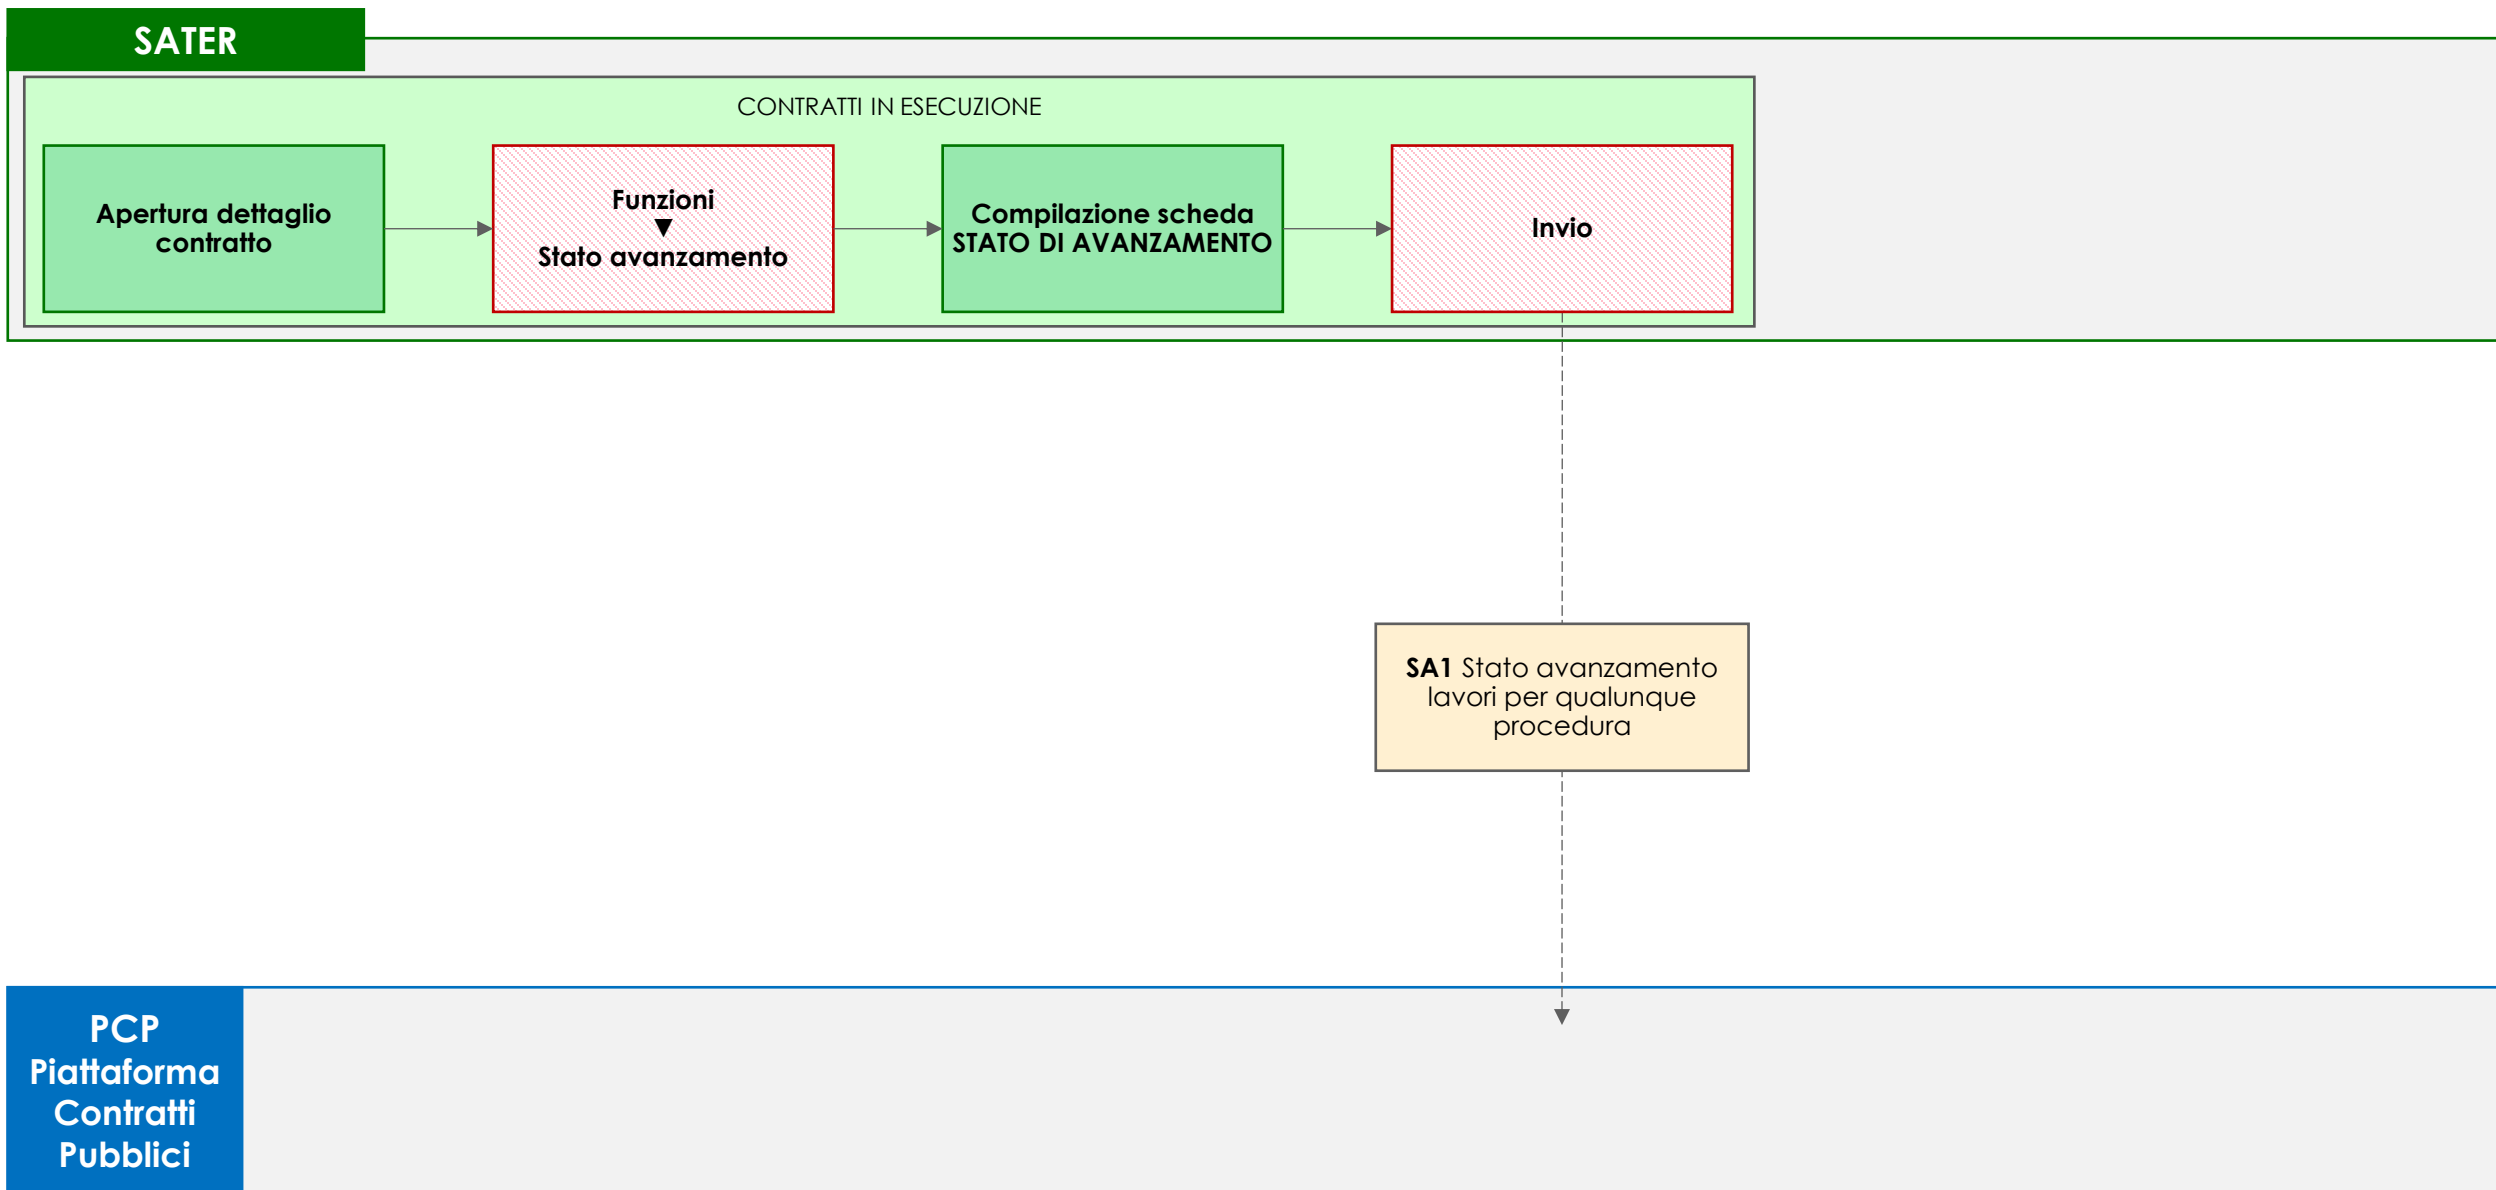 SATER
CONTRATTI IN ESECUZIONE
Apertura dettaglio
contratto
Funzioni
▼
Stato avanzamento
Compilazione scheda
STATO DI AVANZAMENTO
Invio
SA1 Stato avanzamento
lavori per qualunque
procedura
PCP
Piattaforma
Contratti
Pubblici